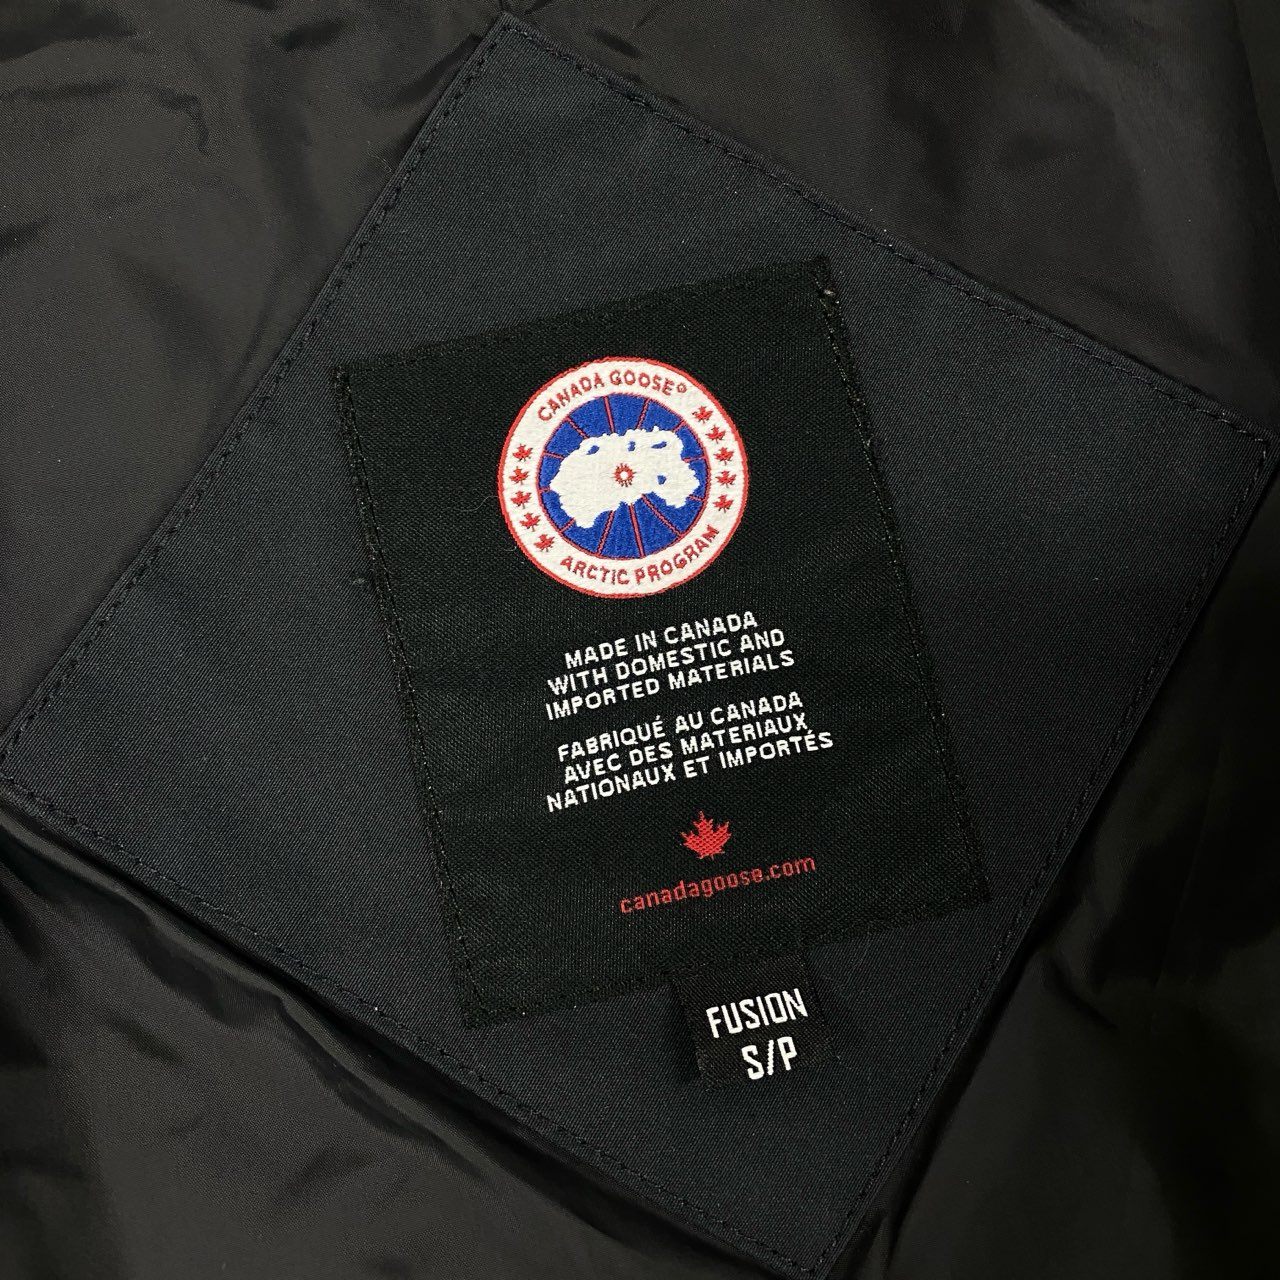 CANADA GOOSE®
ARCTIC PROGRAM
MADE IN CANADA
WITH DOMESTIC AND
IMPORTED MATERIALS
FABRIQUÉ AU CANADA
AVEC DES MATERIAUX
NATIONAUX ET IMPORTÉS
canadagoose.com
FUSION
S/P